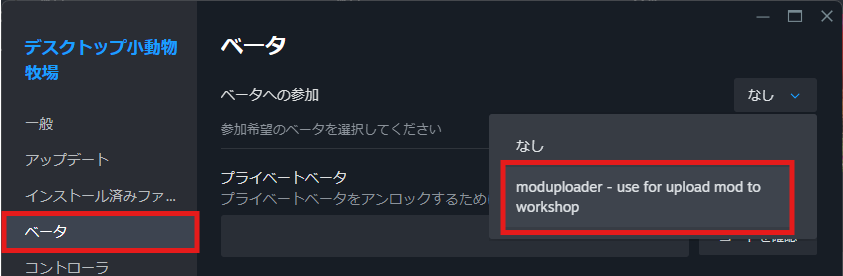 デスクトップ小動物
牧場
一般
アップデート
インストール済みファ...
ベータ
コントローラ
ベータ
ベータへの参加
なし
参加希望のベータを選択してください
なし
moduploader - use for upload mod to
workshop
プライベートベータ
プライベートベータをアンロックするため